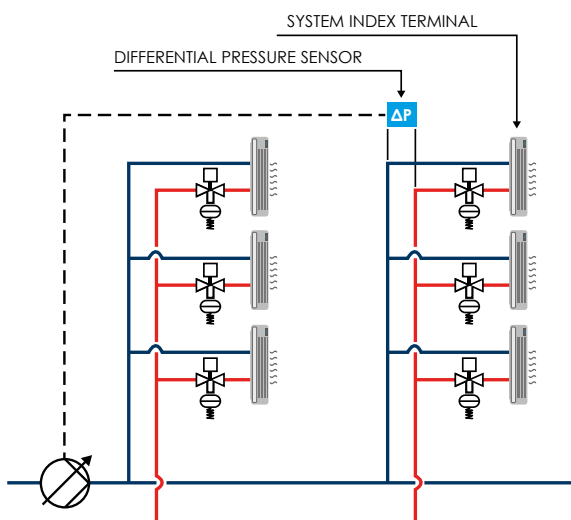 SYSTEM INDEX TERMINAL
DIFFERENTIAL PRESSURE SENSOR
ΔP